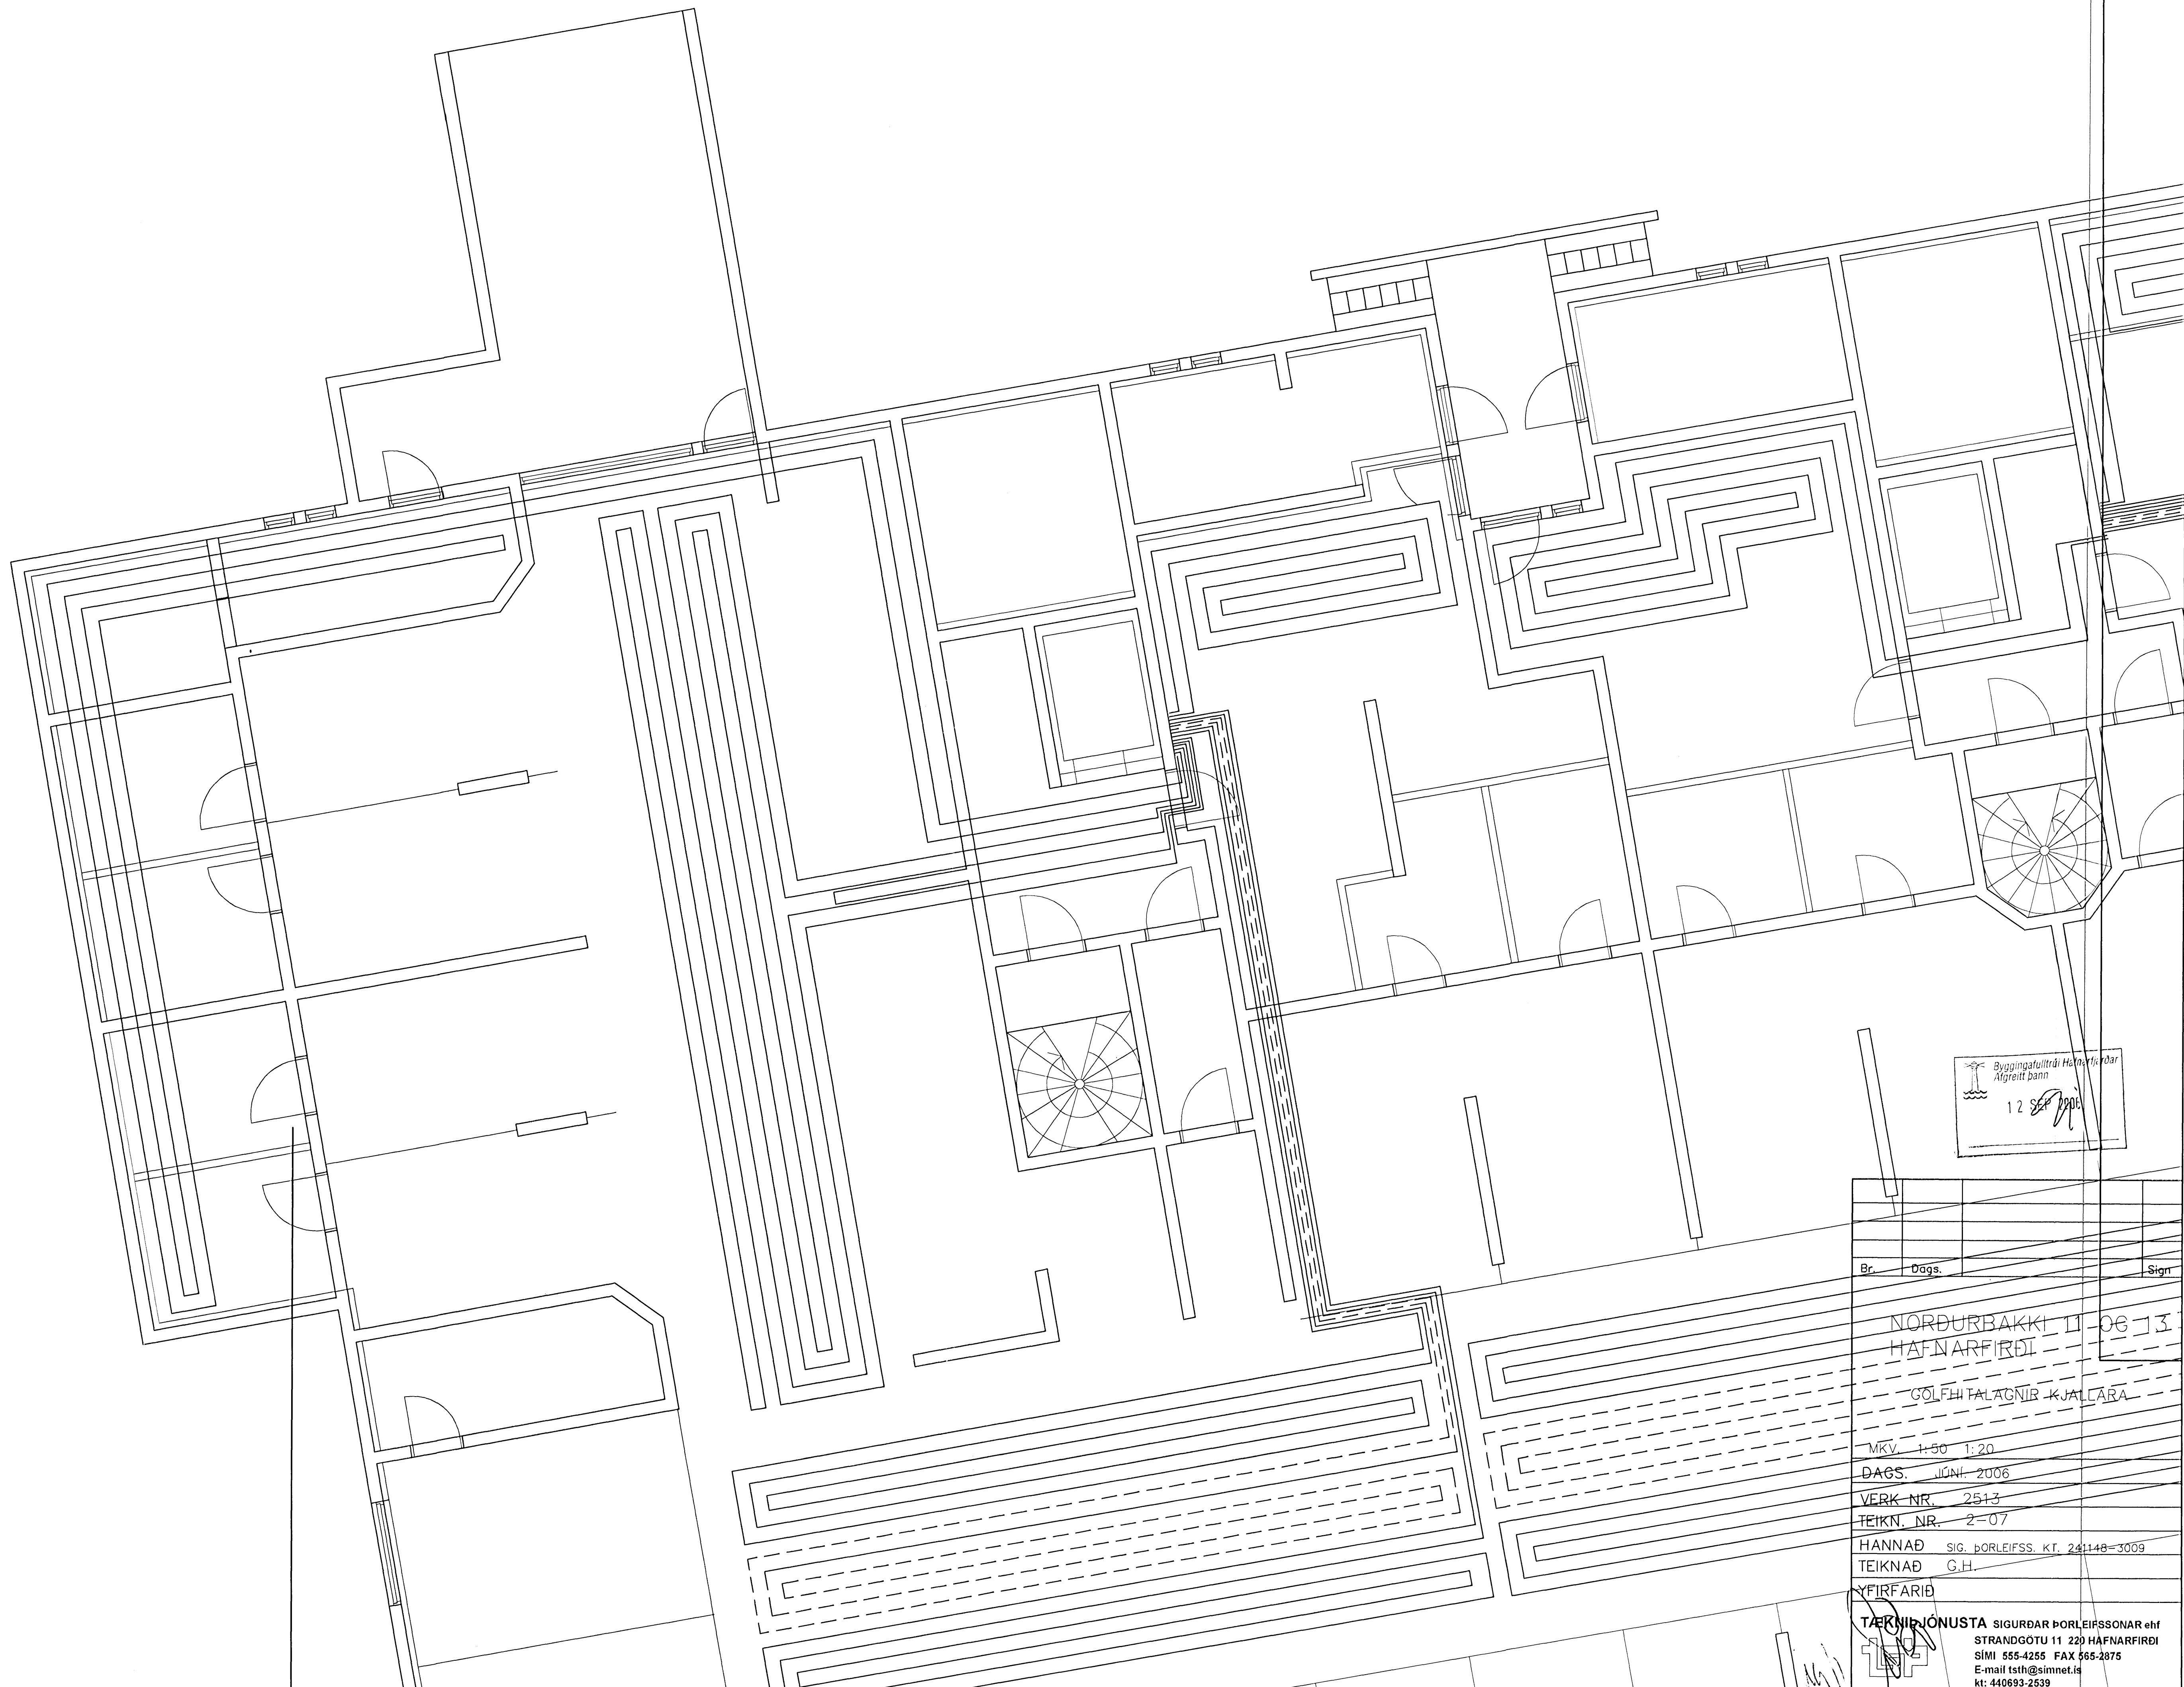 Byggingafulltrúi Hafnarfjarðar
Afgreitt þann
12 SEP 2006
Br. Dags. Sign
NORÐURBAKKI 11 OG 13
HAFNARFIRÐI
GÓLFHITALAGNIR KJALLARA
MKV. 1:50 1:20
DAGS. JÚNÍ. 2006
VERK NR. 2513
TEIKN. NR. 2-07
HANNAÐ SIG. ÞORLEIFSS. KT. 241148-3009
TEIKNAÐ G.H.
YFIRFARIÐ
TÆKNIÞJÓNUSTA SIGURÐAR ÞORLEIFSSONAR ehf
STRANDGÖTU 11 220 HAFNARFIRÐI
SÍMI 555-4255 FAX 565-2875
E-mail tsth@simnet.is
kt: 440693-2539